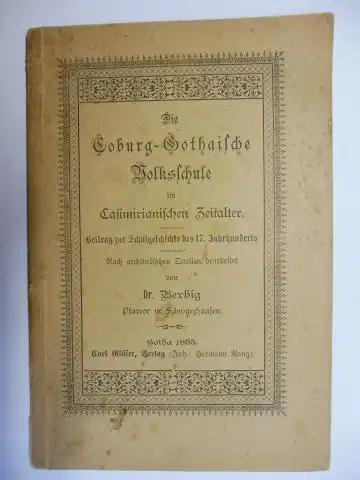 Die
Coburg-Gothaische
Volksschule
im
Casimirianischen Zeitalter.
Beitrag zur Schulgeschichte des 17. Jahrhunderts
Nach archivalischen Quellen bearbeitet
von
Dr. Berbig
Pfarrer in Schwarzhausen.
Gotha 1895.
Carl Gläser, Verlag (Inh.: Hermann Rang).